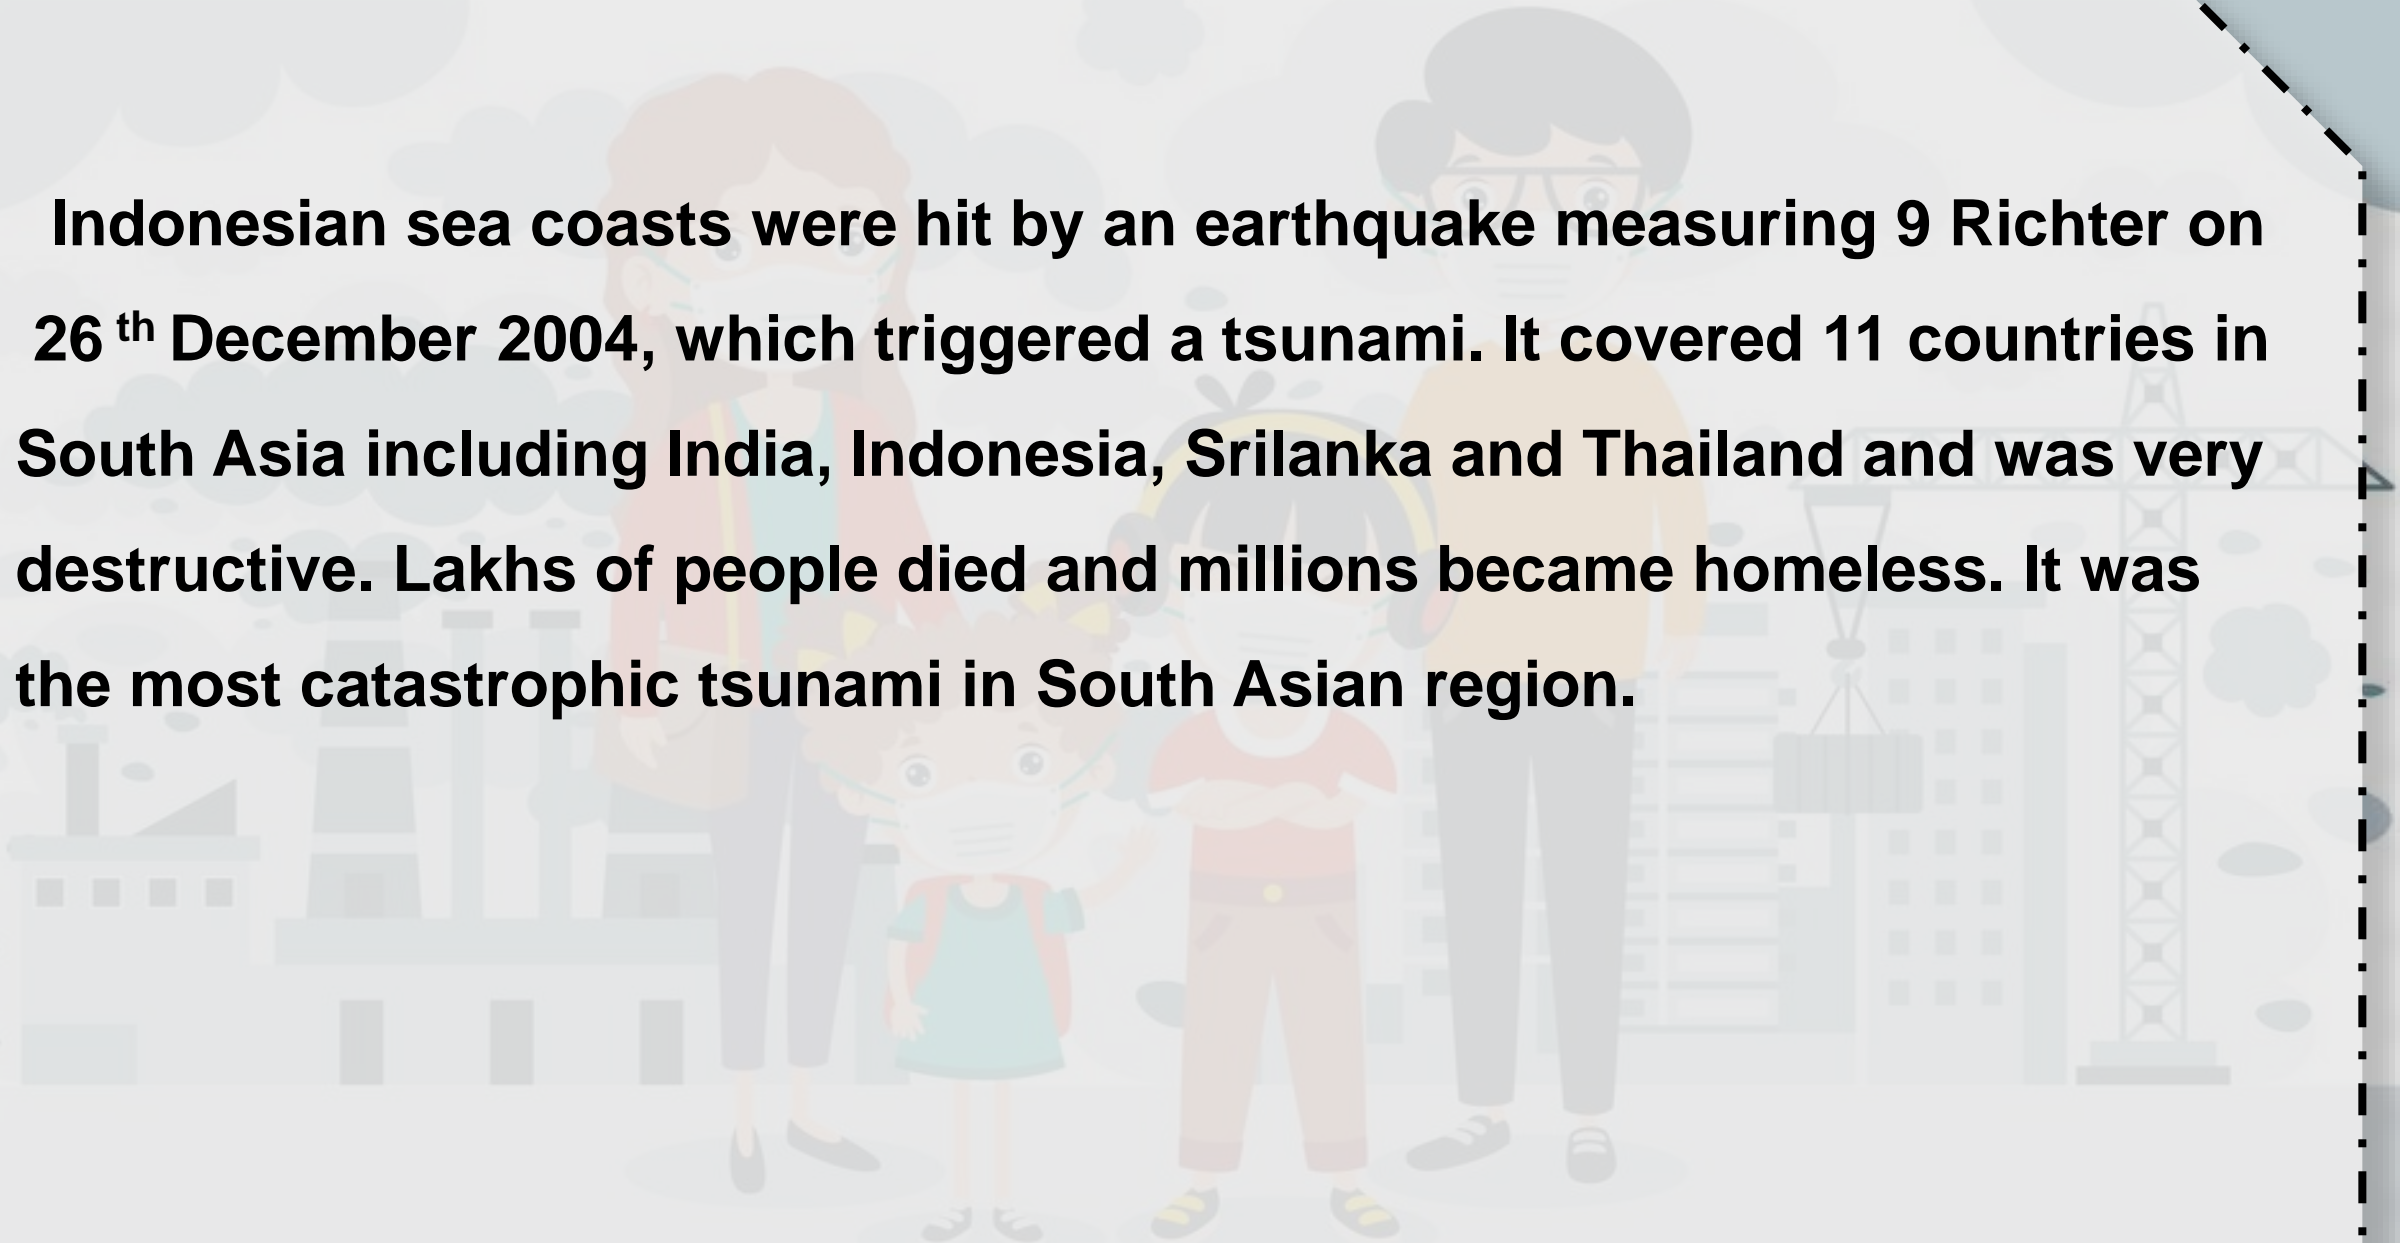 Indonesian sea coasts were hit by an earthquake measuring 9 Richter on
26 th December 2004, which triggered a tsunami. It covered 11 countries in
South Asia including India, Indonesia, Srilanka and Thailand and was very
destructive. Lakhs of people died and millions became homeless. It was
the most catastrophic tsunami in South Asian region.